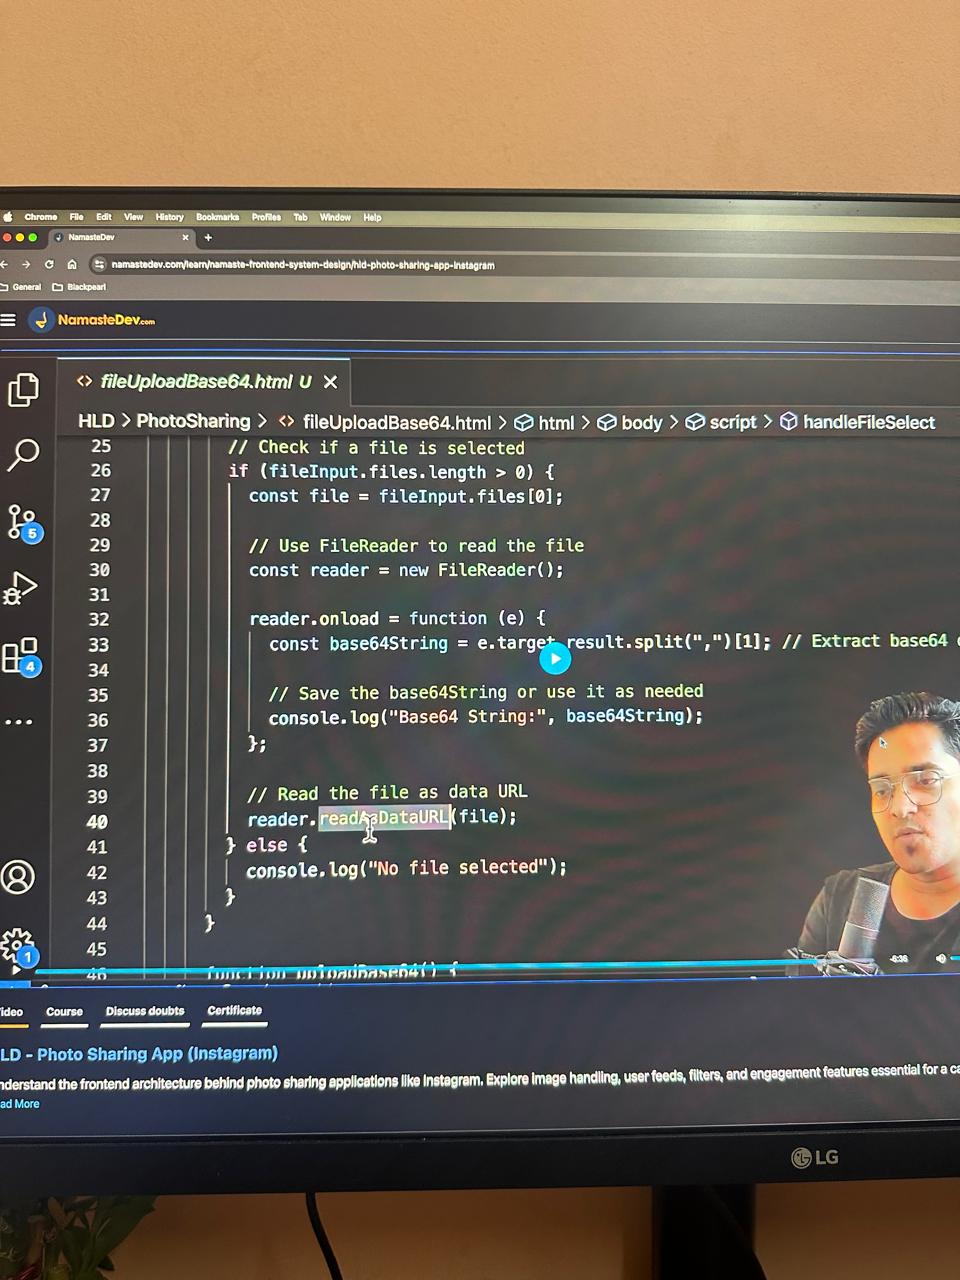 Chrome File Edit View History Bookmarks Profiles Tab Window Help
NamasteDev
namastedev.com/learn/namaste-frontend-system-design/hld-photo-sharing-app-instagram
General Blackpearl
NamasteDev.com
fileUploadBase64.html U
HLD > PhotoSharing > fileUploadBase64.html > html > body > script > handleFileSelect
25 // Check if a file is selected
26 if (fileInput.files.length > 0) {
27 const file = fileInput.files[0];
28
29 // Use FileReader to read the file
30 const reader = new FileReader();
31
32 reader.onload = function (e) {
33 const base64String = e.target.result.split(",")[1]; // Extract base64
34
35 // Save the base64String or use it as needed
36 console.log("Base64 String:", base64String);
37 };
38
39 // Read the file as data URL
40 reader.readAsDataURL(file);
41 } else {
42 console.log("No file selected");
43 }
44 }
45
46 function uploadBase64() {
5
4
1
-6:36
ideo Course Discuss doubts Certificate
LD - Photo Sharing App (Instagram)
nderstand the frontend architecture behind photo sharing applications like Instagram. Explore image handling, user feeds, filters, and engagement features essential for a ca
ad More
LG